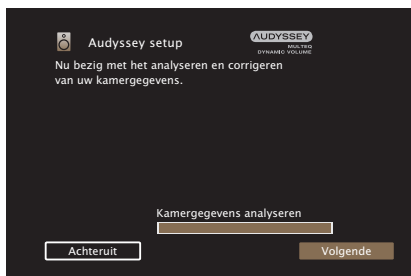 Audyssey setup
AUDYSSEY
MULTEQ
DYNAMIC VOLUME
Nu bezig met het analyseren en corrigeren
van uw kamergegevens.
Kamergegevens analyseren
Achteruit
Volgende